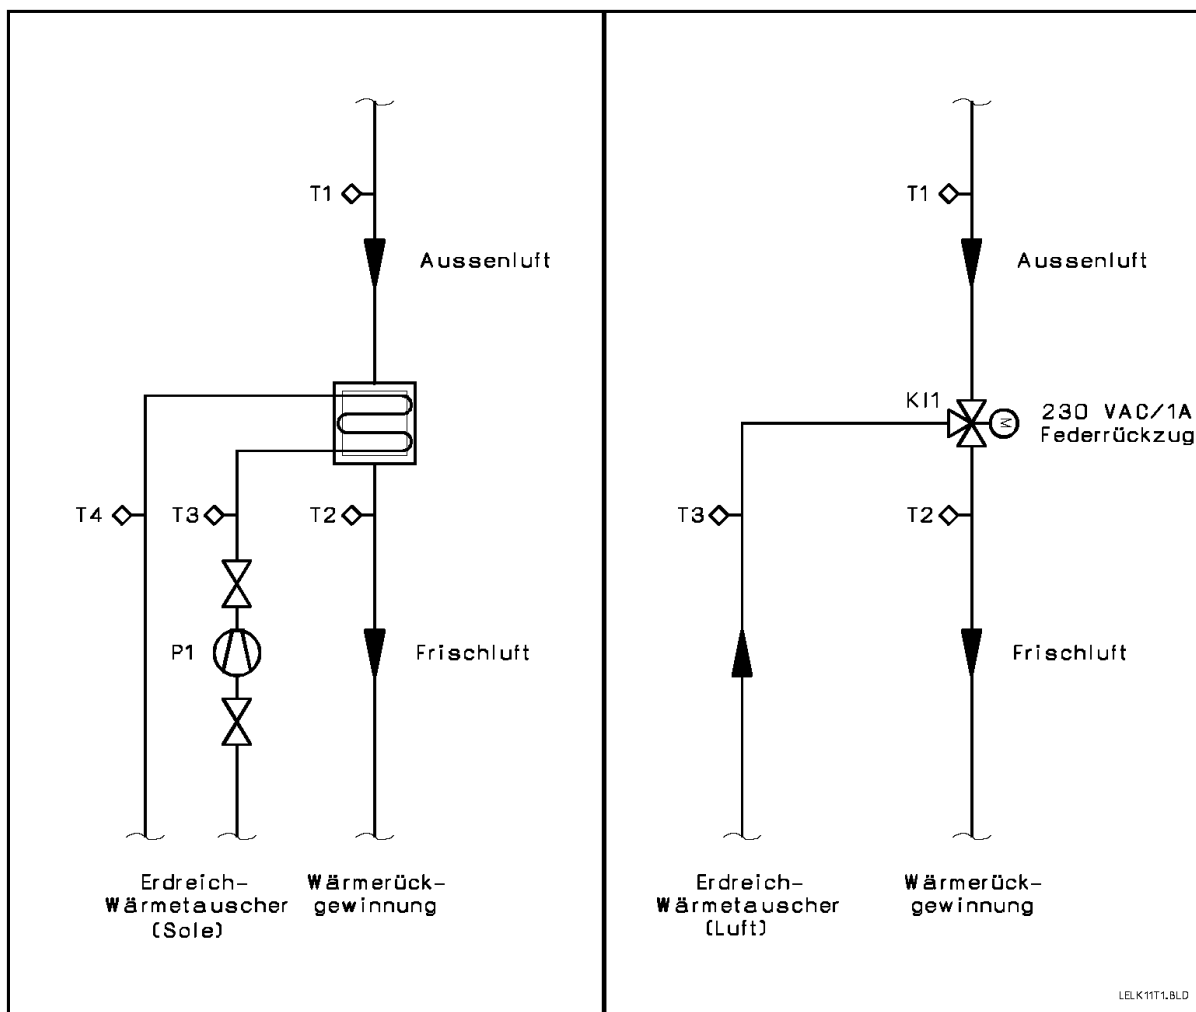 T1
Aussenluft
T4
T3
T2
P1
Frischluft
Erdreich-
Wärmetauscher
(Sole)
Wärmerück-
gewinnung
T1
Aussenluft
Kl1
M
230 VAC/1A
Federrückzug
T3
T2
Frischluft
Erdreich-
Wärmetauscher
(Luft)
Wärmerück-
gewinnung
LELK11T1.BLD